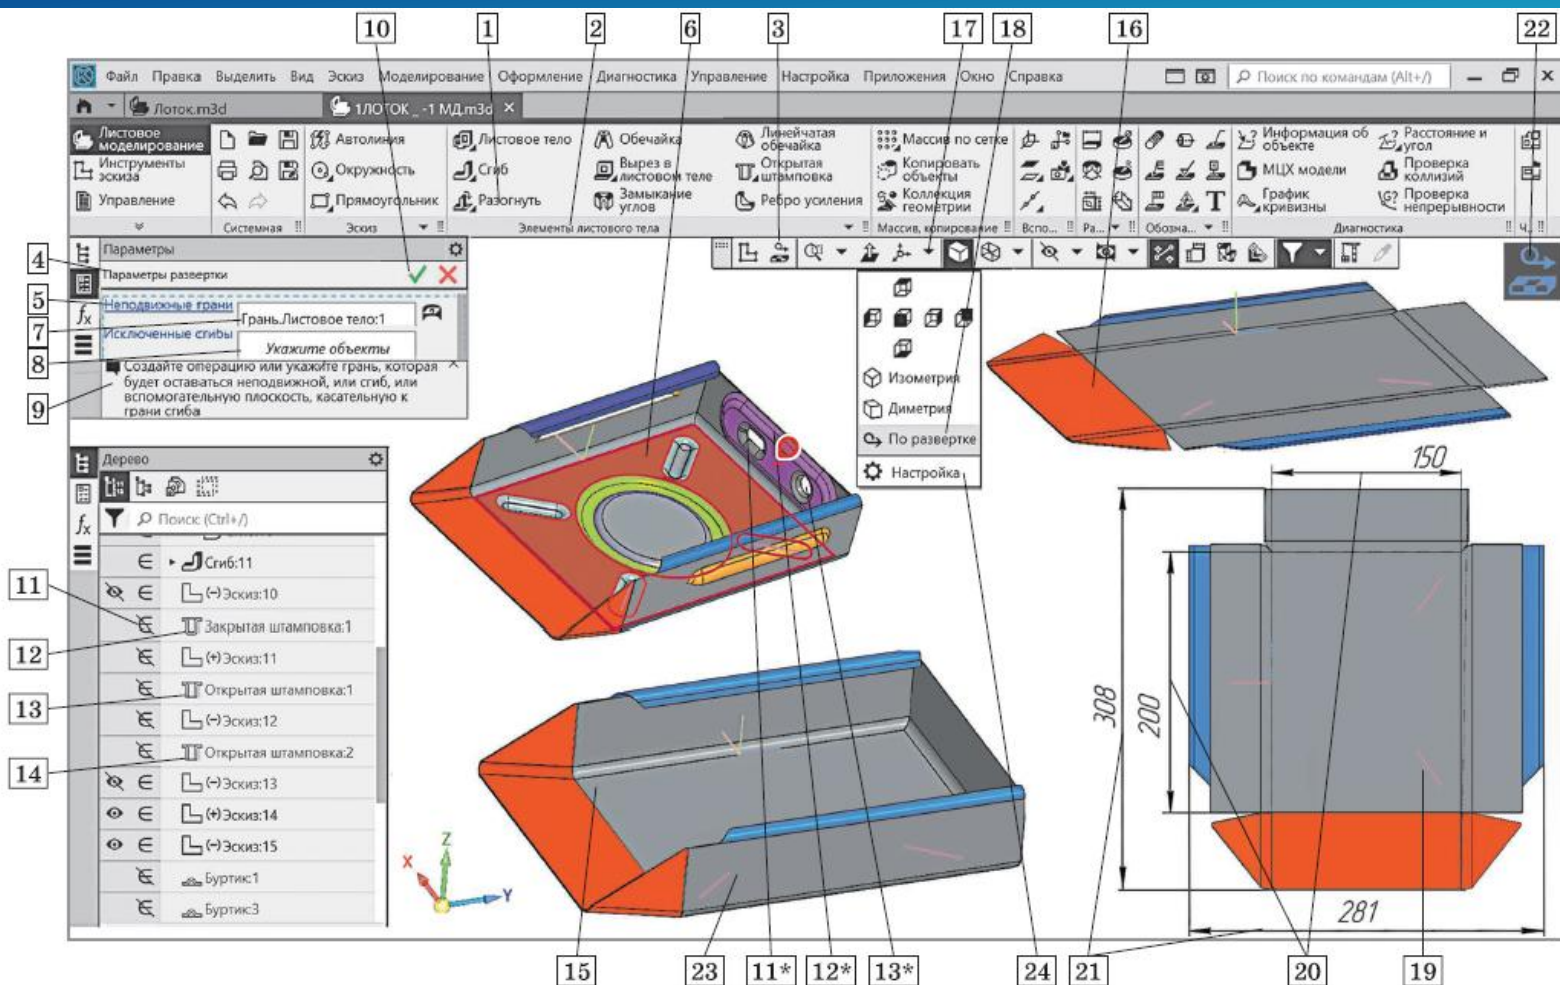 10 1 2 6 3 17 18 16 22
Файл Правка Выделить Вид Эскиз Моделирование Оформление Диагностика Управление Настройка Приложения Окно Справка Поиск по командам (Alt+/)
Лоток.m3d 1ЛОТОК_-1 МД.m3d
Листовое моделирование
Инструменты эскиза
Управление
Системная
Автолиния
Окружность
Прямоугольник
Эскиз
Листовое тело
Сгиб
Разогнуть
Обечайка
Вырез в листовом теле
Замыкание углов
Линейчатая обечайка
Открытая штамповка
Ребро усиления
Элементы листового тела
Массив по сетке
Копировать объекты
Коллекция геометрии
Массив, копирование
Вспо...
Ра...
Обозна...
Информация об объекте
МЦХ модели
График кривизны
Расстояние и угол
Проверка коллизий
Проверка непрерывности
Диагностика
Ч..
Параметры
4
Параметры развертки
5
Неподвижные грани
7
Грань.Листовое тело:1
Исключенные сгибы
8
Укажите объекты
9
Создайте операцию или укажите грань, которая
будет оставаться неподвижной, или сгиб, или
вспомогательную плоскость, касательную к
грани сгиба
Изометрия
Диметрия
По развертке
Настройка
Дерево
Поиск (Ctrl+/)
Сгиб:11
11
(-)Эскиз:10
Закрытая штамповка:1
12
(+)Эскиз:11
Открытая штамповка:1
13
(-)Эскиз:12
Открытая штамповка:2
14
(-)Эскиз:13
(+)Эскиз:14
(-)Эскиз:15
Буртик:1
Буртик:3
X Z Y
150
308
200
281
15 23 11* 12* 13* 24 21 20 19